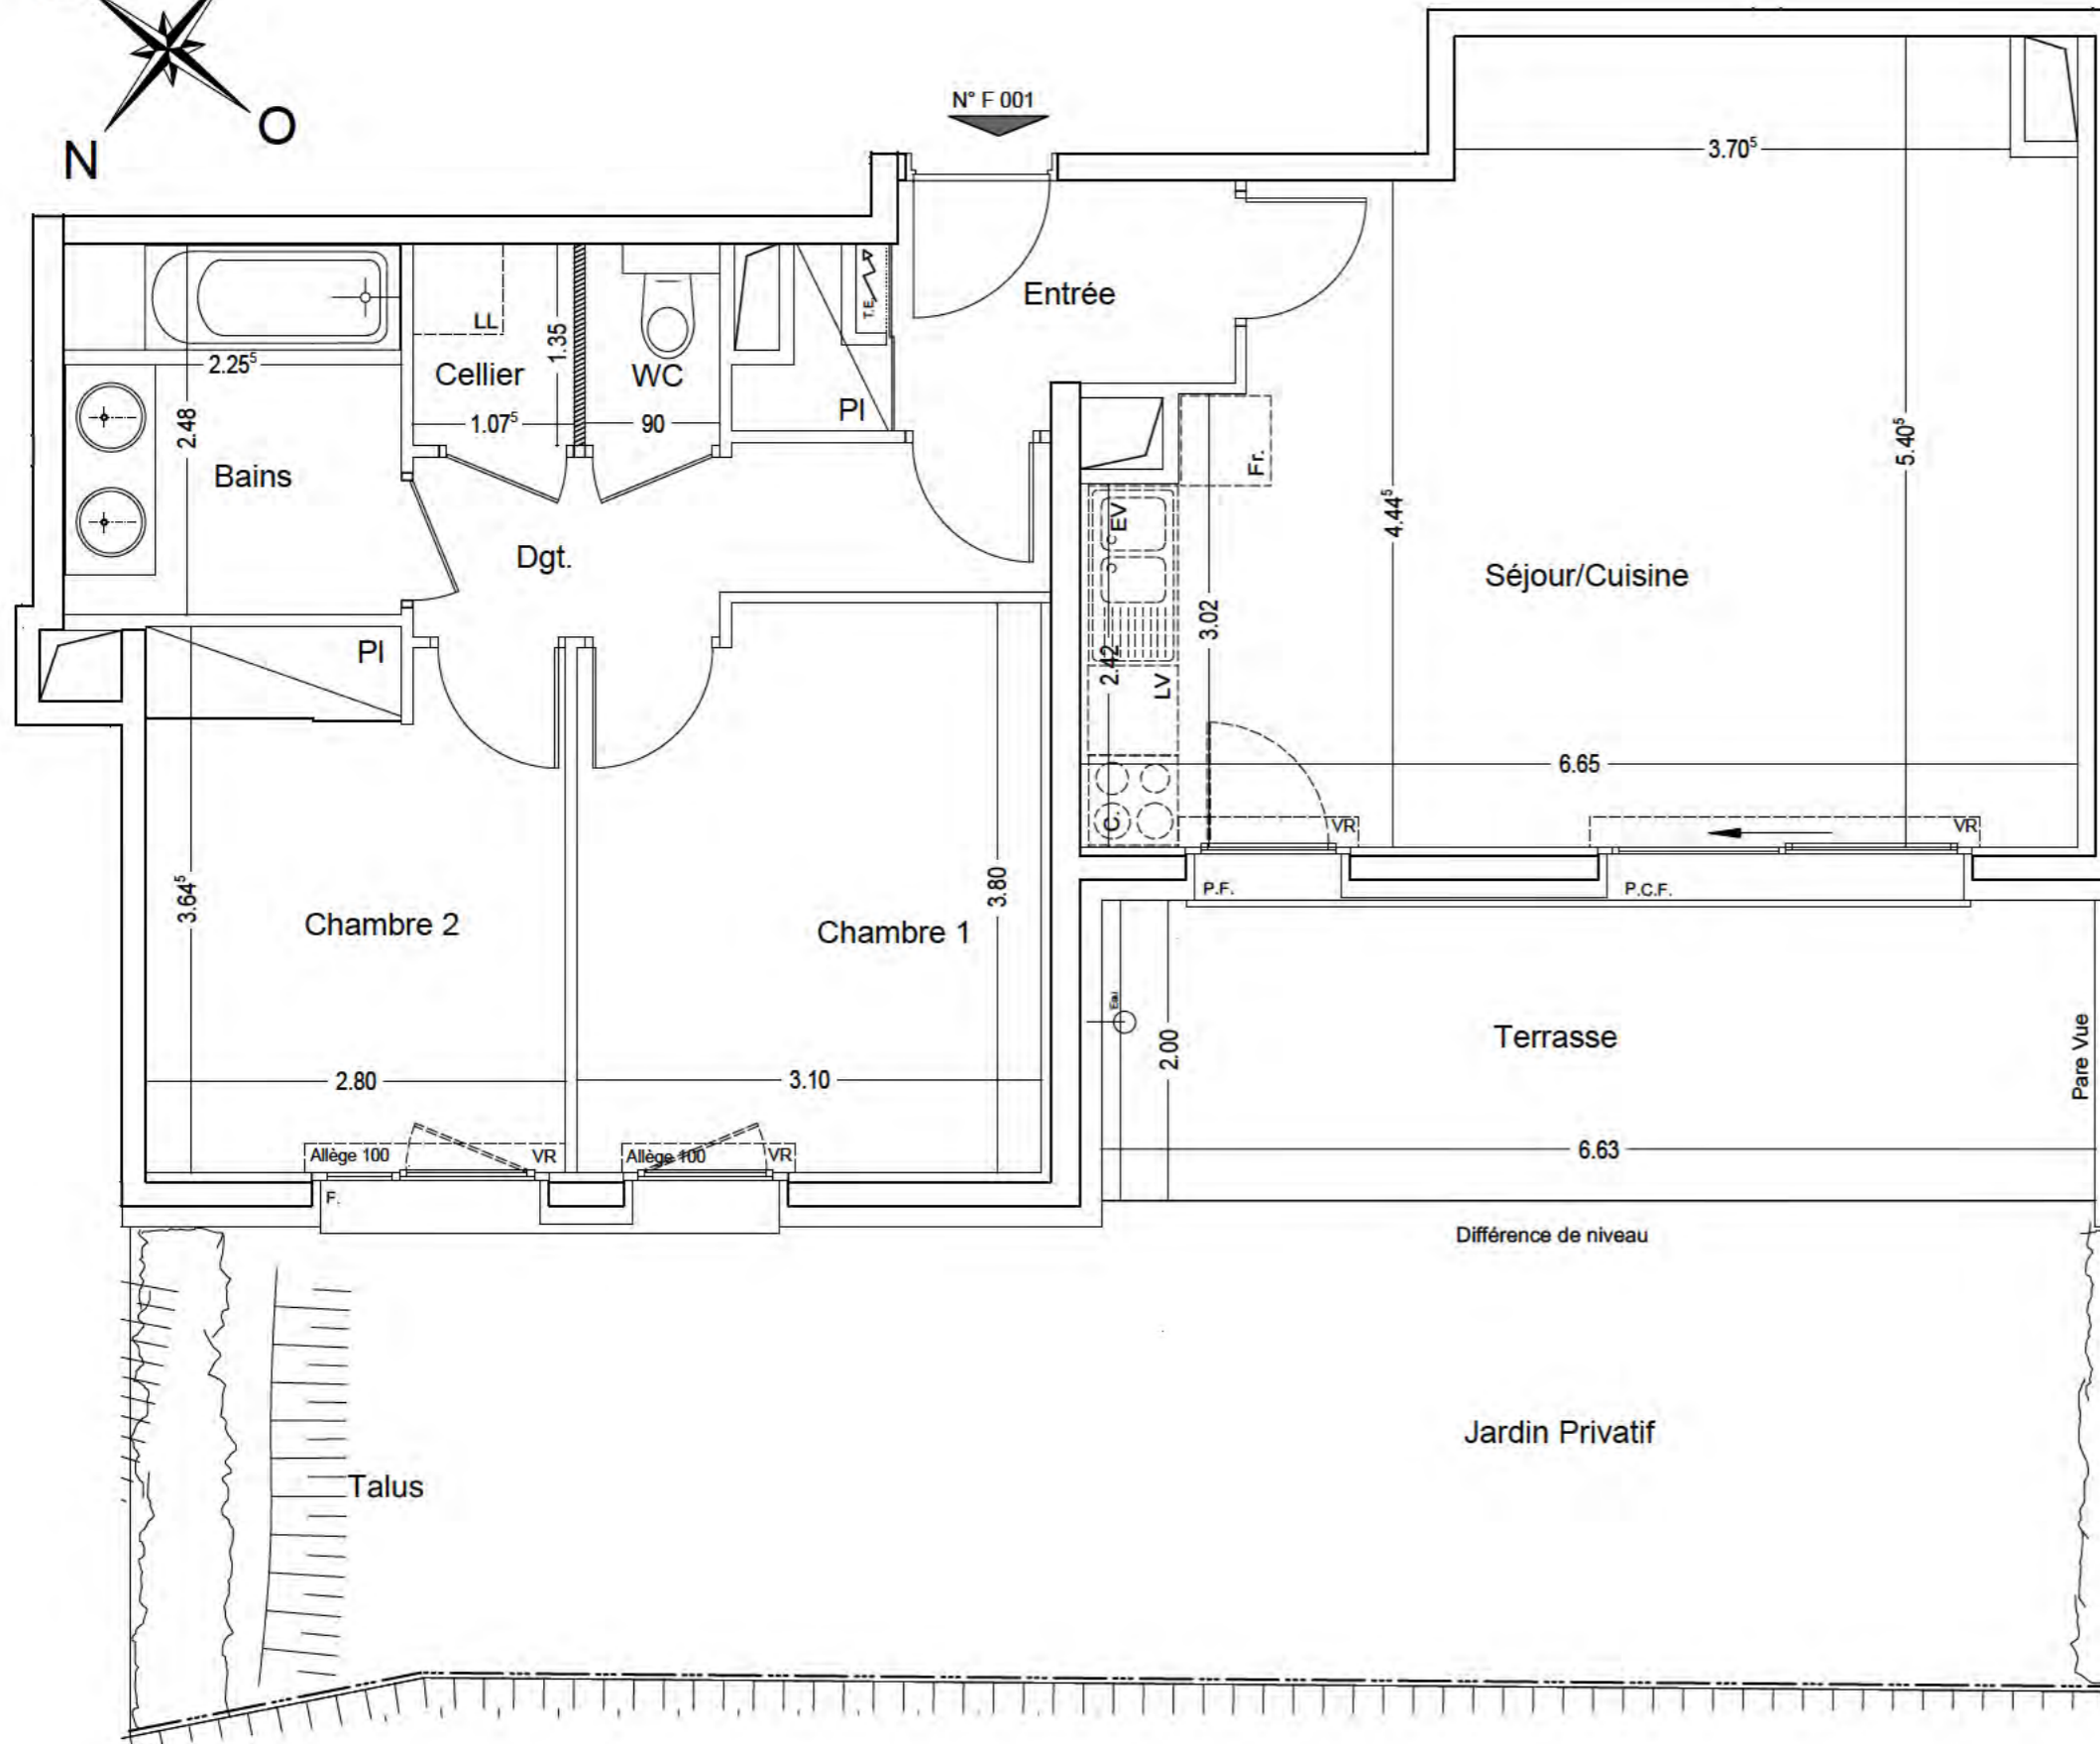 N
O
N° F 001
3.70⁵
Entrée
T.E.
LL
1.35
Cellier
WC
2.25⁵
1.07⁵
90
Pl
2.48
Bains
Fr.
5.40⁵
4.44⁵
EV
Dgt.
Séjour/Cuisine
3.02
2.42
LV
Pl
6.65
C.
VR
VR
P.F.
P.C.F.
3.64⁵
3.80
Chambre 2
Chambre 1
Eau
2.00
Terrasse
Pare Vue
2.80
3.10
6.63
Allège 100
VR
Allège 100
VR
F.
Différence de niveau
Jardin Privatif
Talus